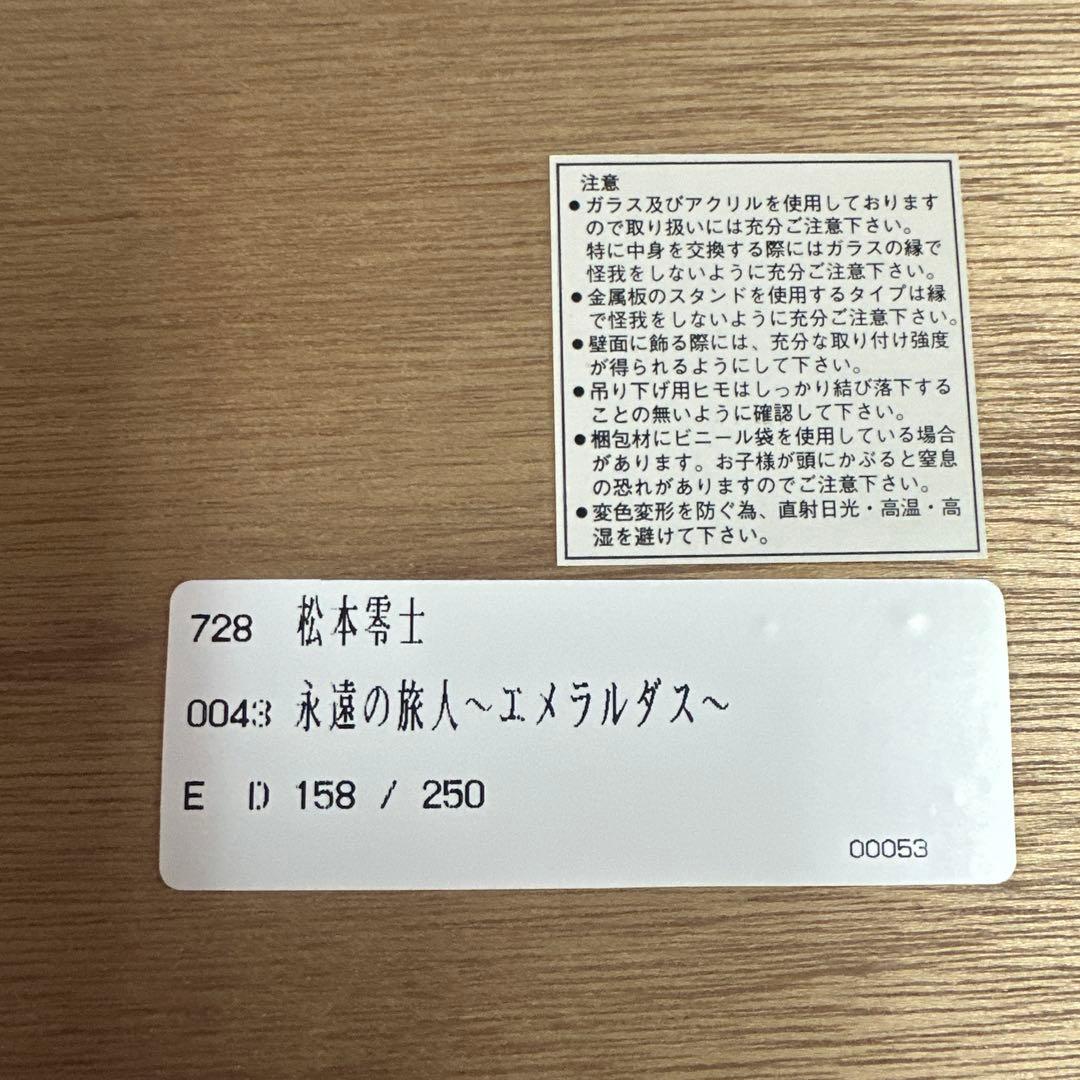 注意
●ガラス及びアクリルを使用しております
ので取り扱いには充分ご注意下さい。
特に中身を交換する際にはガラスの縁で
怪我をしないように充分ご注意下さい。
●金属板のスタンドを使用するタイプは縁
で怪我をしないように充分ご注意下さい。
●壁面に飾る際には、充分な取り付け強度
が得られるようにして下さい。
●吊り下げ用ヒモはしっかり結び落下する
ことの無いように確認して下さい。
●梱包材にビニール袋を使用している場合
があります。お子様が頭にかぶると窒息
の恐れがありますのでご注意下さい。
●変色変形を防ぐ為、直射日光・高温・高
湿を避けて下さい。
728 松本零士
0043 永遠の旅人～エメラルダス～
E D 158 / 250
00053